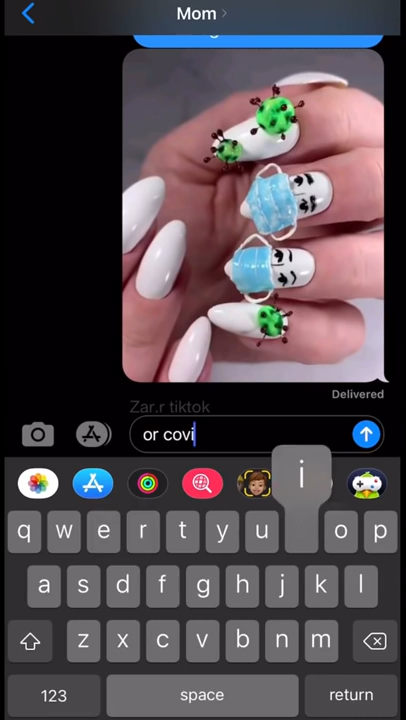 Mom
Delivered
Zar.r tiktok
or covi
i
q w e r t y u o p
a s d f g h j k l
z x c v b n m
123 space return